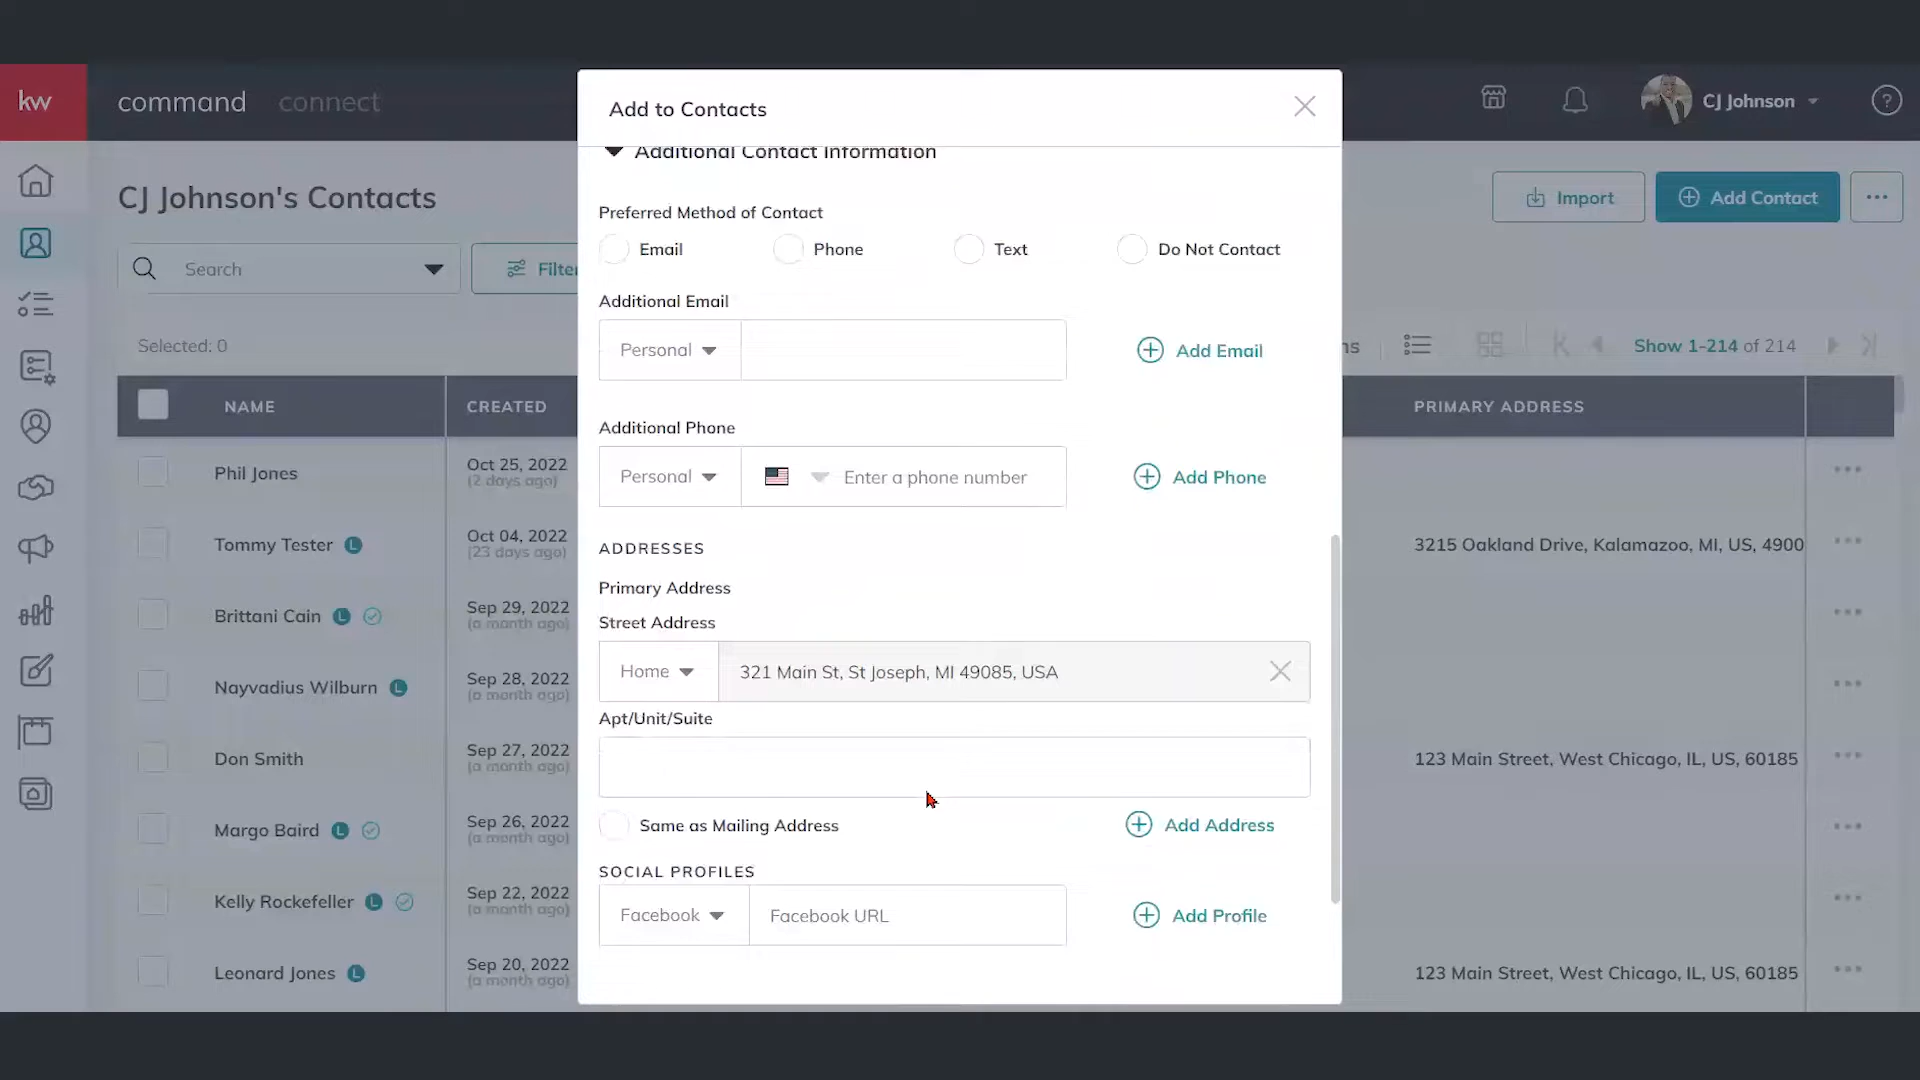 kw
command connect
CJ Johnson
?
CJ Johnson's Contacts
Import
Add Contact
Search
Selected: 0
Show 1-214 of 214
NAME CREATED PRIMARY ADDRESS
Phil Jones Oct 25, 2022
(2 days ago)
Tommy Tester L Oct 04, 2022 3215 Oakland Drive, Kalamazoo, MI, US, 4900
(23 days ago)
Brittani Cain L Sep 29, 2022
(a month ago)
Nayvadius Wilburn L Sep 28, 2022
(a month ago)
Don Smith Sep 27, 2022 123 Main Street, West Chicago, IL, US, 60185
(a month ago)
Margo Baird L Sep 26, 2022
(a month ago)
Kelly Rockefeller L Sep 22, 2022
(a month ago)
Leonard Jones L Sep 20, 2022 123 Main Street, West Chicago, IL, US, 60185
(a month ago)
Add to Contacts
Additional Contact Information
Preferred Method of Contact
Email Phone Text Do Not Contact
Additional Email
Personal Add Email
Additional Phone
Personal Enter a phone number Add Phone
ADDRESSES
Primary Address
Street Address
Home 321 Main St, St Joseph, MI 49085, USA
Apt/Unit/Suite
Same as Mailing Address Add Address
SOCIAL PROFILES
Facebook Facebook URL Add Profile